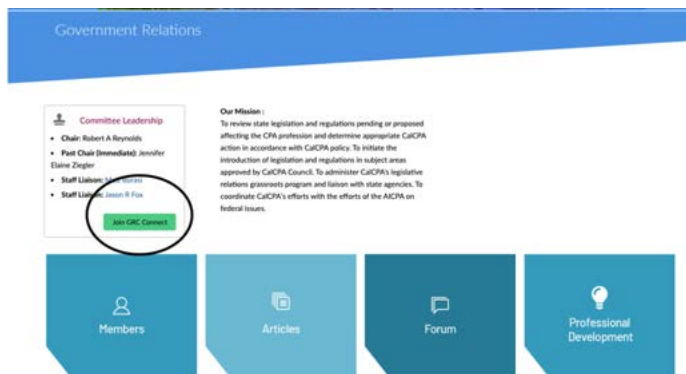 Government Relations
Committee Leadership
• Chair: Robert A Reynolds
• Past Chair (Immediate): Jennifer
Elaine Ziegler
• Staff Liaison:
• Staff Liaison: Jason R Fox
Join GRC Connect
Our Mission :
To review state legislation and regulations pending or proposed
affecting the CPA profession and determine appropriate CalCPA
action in accordance with CalCPA policy. To initiate the
introduction of legislation and regulations in subject areas
approved by CalCPA Council. To administer CalCPA's legislative
relations grassroots program and liaison with state agencies. To
coordinate CalCPA's efforts with the efforts of the AICPA on
federal issues.
Members
Articles
Forum
Professional
Development